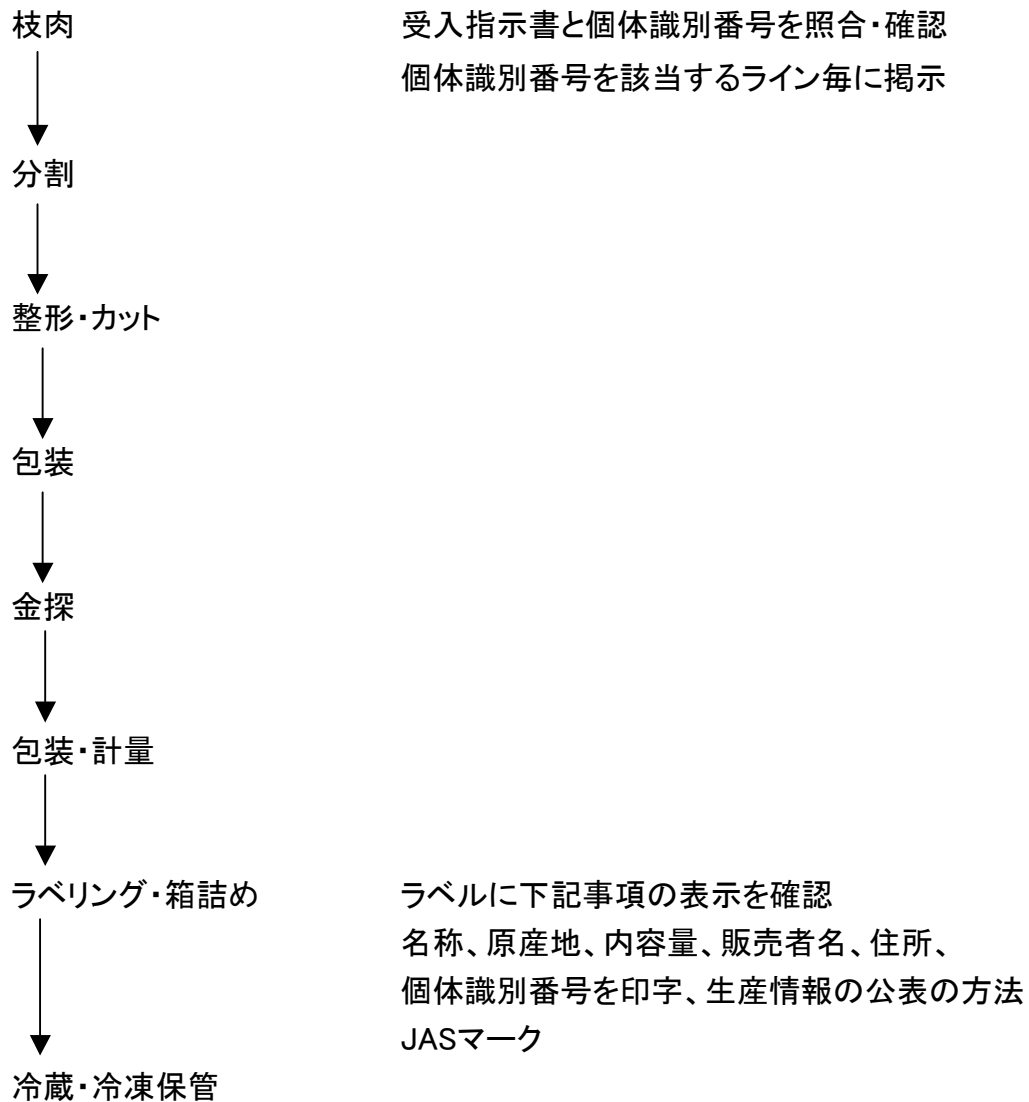 枝肉
受入指示書と個体識別番号を照合・確認
個体識別番号を該当するライン毎に掲示
分割
整形・カット
包装
金探
包装・計量
ラベリング・箱詰め
ラベルに下記事項の表示を確認
名称、原産地、内容量、販売者名、住所、
個体識別番号を印字、生産情報の公表の方法
JASマーク
冷蔵・冷凍保管